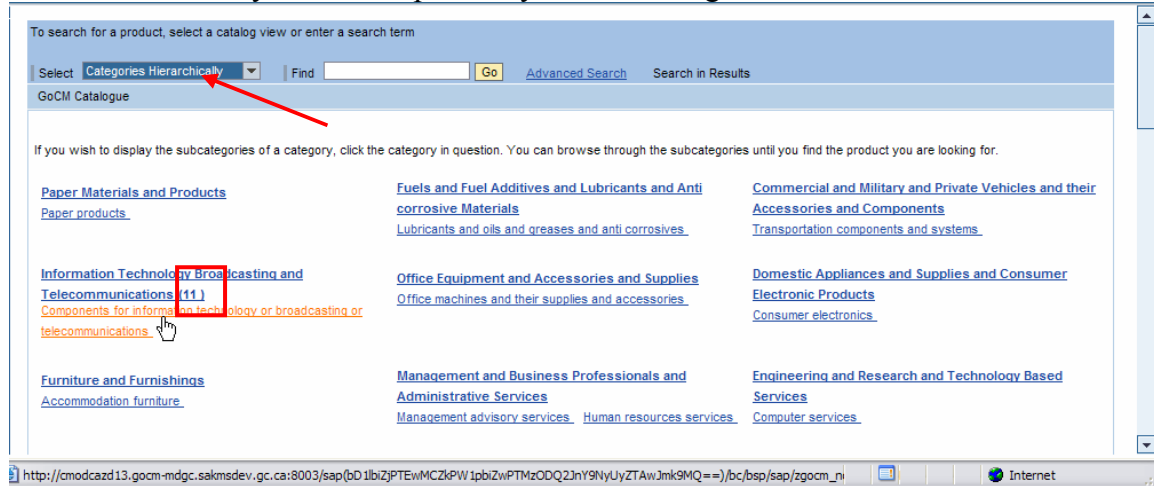 To search for a product, select a catalog view or enter a search term
Select Categories Hierarchically Find Go Advanced Search Search in Results
GoCM Catalogue
If you wish to display the subcategories of a category, click the category in question. You can browse through the subcategories until you find the product you are looking for.
Paper Materials and Products
Paper products
Fuels and Fuel Additives and Lubricants and Anti
corrosive Materials
Lubricants and oils and greases and anti corrosives
Commercial and Military and Private Vehicles and their
Accessories and Components
Transportation components and systems
Information Technology Broadcasting and
Telecommunications (11 )
Components for information technology or broadcasting or
telecommunications
Office Equipment and Accessories and Supplies
Office machines and their supplies and accessories
Domestic Appliances and Supplies and Consumer
Electronic Products
Consumer electronics
Furniture and Furnishings
Accommodation furniture
Management and Business Professionals and
Administrative Services
Management advisory services Human resources services
Engineering and Research and Technology Based
Services
Computer services
Internet